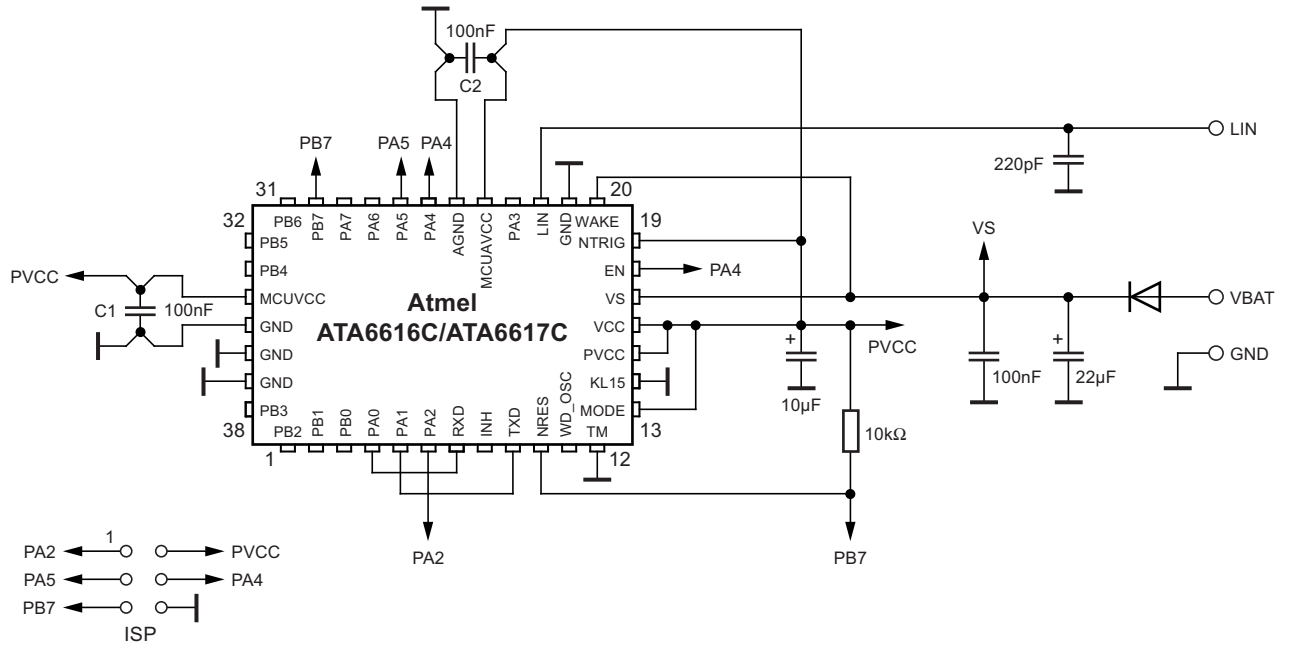 100nF
C2
LIN
220pF
PB7
PA5
PA4
31
20
32
PB6
PB7
PA7
PA6
PA5
PA4
AGND
MCUAVCC
PA3
LIN
GND
WAKE
19
PB5
NTRIG
PB4
EN
PA4
VS
PVCC
C1
100nF
MCUVCC
Atmel
ATA6616C/ATA6617C
VS
VBAT
GND
VCC
PVCC
GND
PVCC
GND
GND
KL15
+
10µF
100nF
+
22µF
PB3
MODE
38
PB2
PB1
PB0
PA0
PA1
PA2
RXD
INH
TXD
NRES
WD_OSC
TM
13
10kΩ
1
12
PA2
PB7
1
PA2
PVCC
PA5
PA4
PB7
ISP